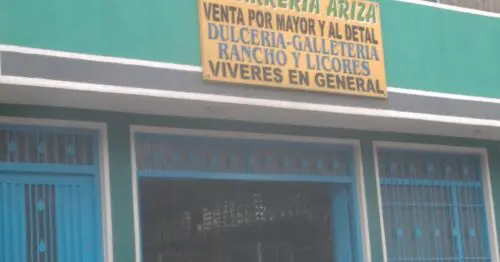 ARIZA
VENTA POR MAYOR Y AL DETAL
DULCERIA-GALLETERIA
RANCHO Y LICORES
VIVERES EN GENERAL